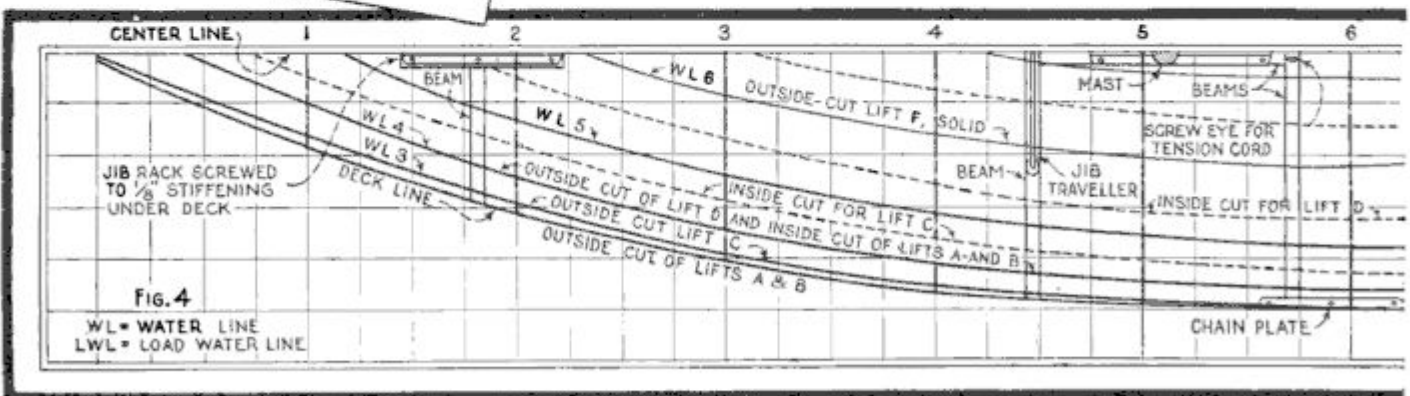 CENTER LINE
1
2
3
4
5
6
BEAM
WL 6
OUTSIDE CUT LIFT F, SOLID
MAST
BEAMS
SCREW EYE FOR
TENSION CORD
WL 4
WL 5
WL 3
DECK LINE
JIB RACK SCREWED
TO 1/8" STIFFENING
UNDER DECK
BEAM
JIB
TRAVELLER
INSIDE CUT FOR LIFT C
INSIDE CUT FOR LIFT D
OUTSIDE CUT OF LIFT D AND INSIDE CUT OF LIFTS A-AND B
OUTSIDE CUT LIFT C
OUTSIDE CUT OF LIFTS A & B
FIG. 4
WL = WATER LINE
LWL = LOAD WATER LINE
CHAIN PLATE